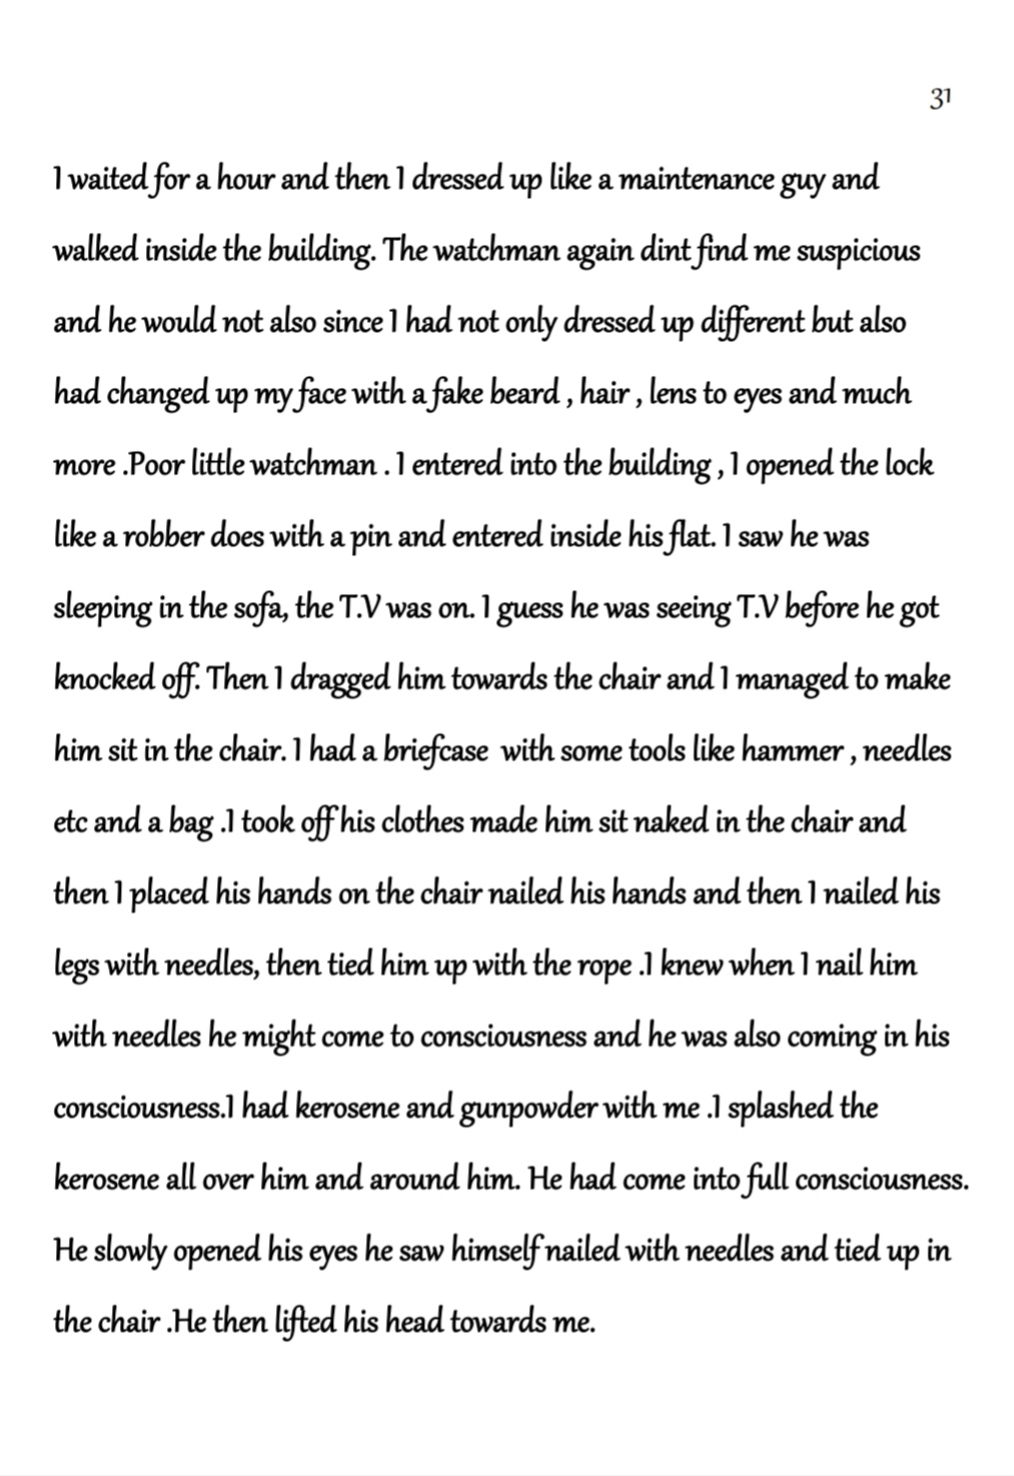 31
I waited for a hour and then I dressed up like a maintenance guy and
walked inside the building. The watchman again dint find me suspicious
and he would not also since I had not only dressed up different but also
had changed up my face with a fake beard , hair , lens to eyes and much
more .Poor little watchman . I entered into the building , I opened the lock
like a robber does with a pin and entered inside his flat. I saw he was
sleeping in the sofa, the T.V was on. I guess he was seeing T.V before he got
knocked off. Then I dragged him towards the chair and I managed to make
him sit in the chair. I had a briefcase  with some tools like hammer , needles
etc and a bag .I took off his clothes made him sit naked in the chair and
then I placed his hands on the chair nailed his hands and then I nailed his
legs with needles, then tied him up with the rope .I knew when I nail him
with needles he might come to consciousness and he was also coming in his
consciousness.I had kerosene and gunpowder with me .I splashed the
kerosene all over him and around him. He had come into full consciousness.
He slowly opened his eyes he saw himself nailed with needles and tied up in
the chair .He then lifted his head towards me.